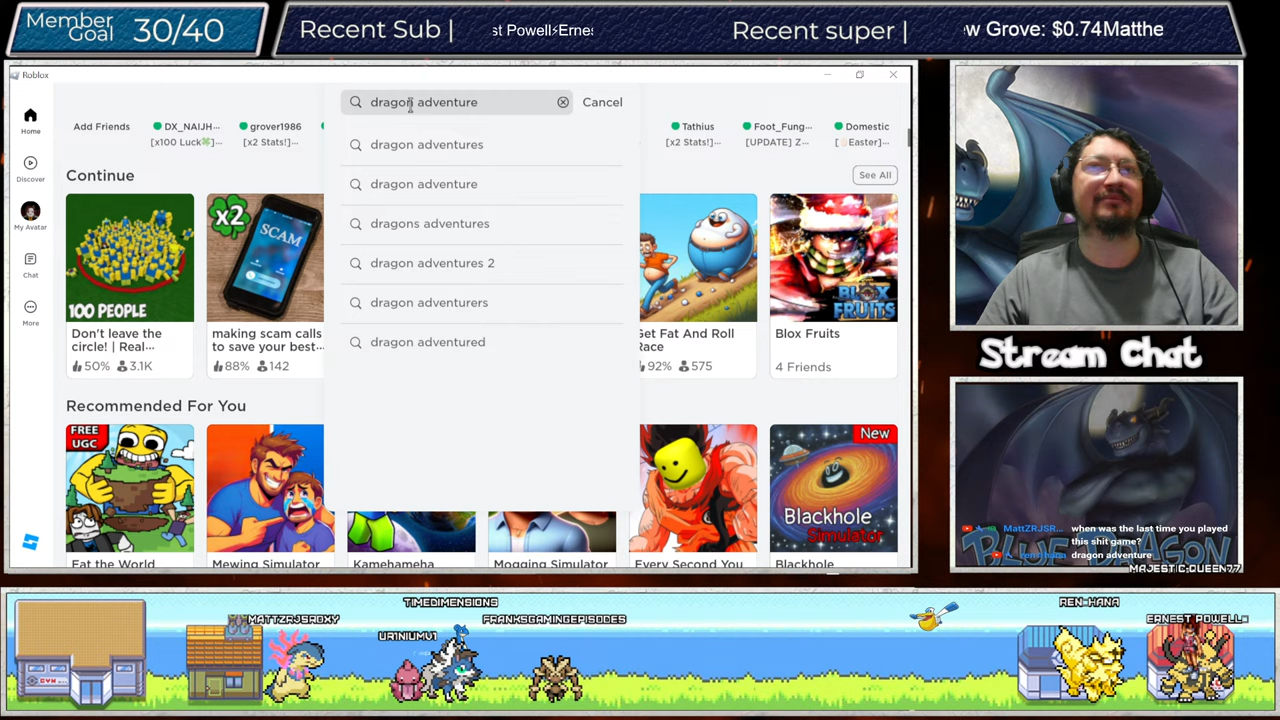 Member Goal 30/40
Recent Sub |
st Powell⚡Ernes
Recent super |
w Grove: $0.74Matthe
Roblox
dragon adventure
Cancel
dragon adventures
dragon adventure
dragons adventures
dragon adventures 2
dragon adventurers
dragon adventured
Home
Discover
My Avatar
Chat
More
Add Friends
DX_NAIJH...
[x100 Luck🍀]...
grover1986
[x2 Stats!]...
Tathius
[x2 Stats!]...
Foot_Fung...
[UPDATE] Z...
Domestic
[🥚Easter]...
Continue
See All
100 PEOPLE
x2
SCAM
BLOX
FRUITS
Don't leave the circle! | Real...
50% 3.1K
making scam calls to save your best...
88% 142
Get Fat And Roll Race
92% 575
Blox Fruits
4 Friends
Recommended For You
FREE UGC
New
Blackhole
Simulator
Eat the World
Mewing Simulator
Kamehameha
Mogging Simulator
Every Second You
Blackhole
Stream Chat
MattZRJSR... when was the last time you played
this shit game?
dragon adventure
BLUE DRAGON
MAJESTIC.QUEEN77
GYM
MATTZRJSROXY
TIMEDIMENSIONS
UR1NIUMV1
FRANKSGAMINGEPISODES
REN HANA
ERNEST POWELL